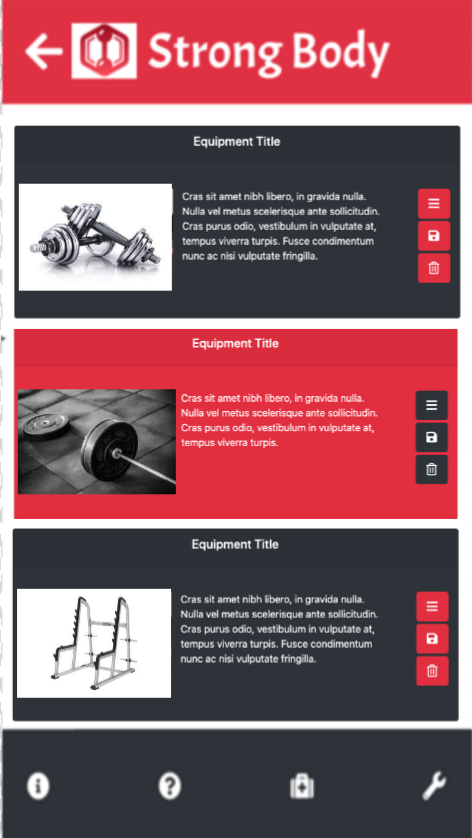 Strong Body
Equipment Title
Cras sit amet nibh libero, in gravida nulla.
Nulla vel metus scelerisque ante sollicitudin.
Cras purus odio, vestibulum in vulputate at,
tempus viverra turpis. Fusce condimentum
nunc ac nisi vulputate fringilla.
Equipment Title
Cras sit amet nibh libero, in gravida nulla.
Nulla vel metus scelerisque ante sollicitudin.
Cras purus odio, vestibulum in vulputate at,
tempus viverra turpis.
Equipment Title
Cras sit amet nibh libero, in gravida nulla.
Nulla vel metus scelerisque ante sollicitudin.
Cras purus odio, vestibulum in vulputate at,
tempus viverra turpis. Fusce condimentum
nunc ac nisi vulputate fringilla.